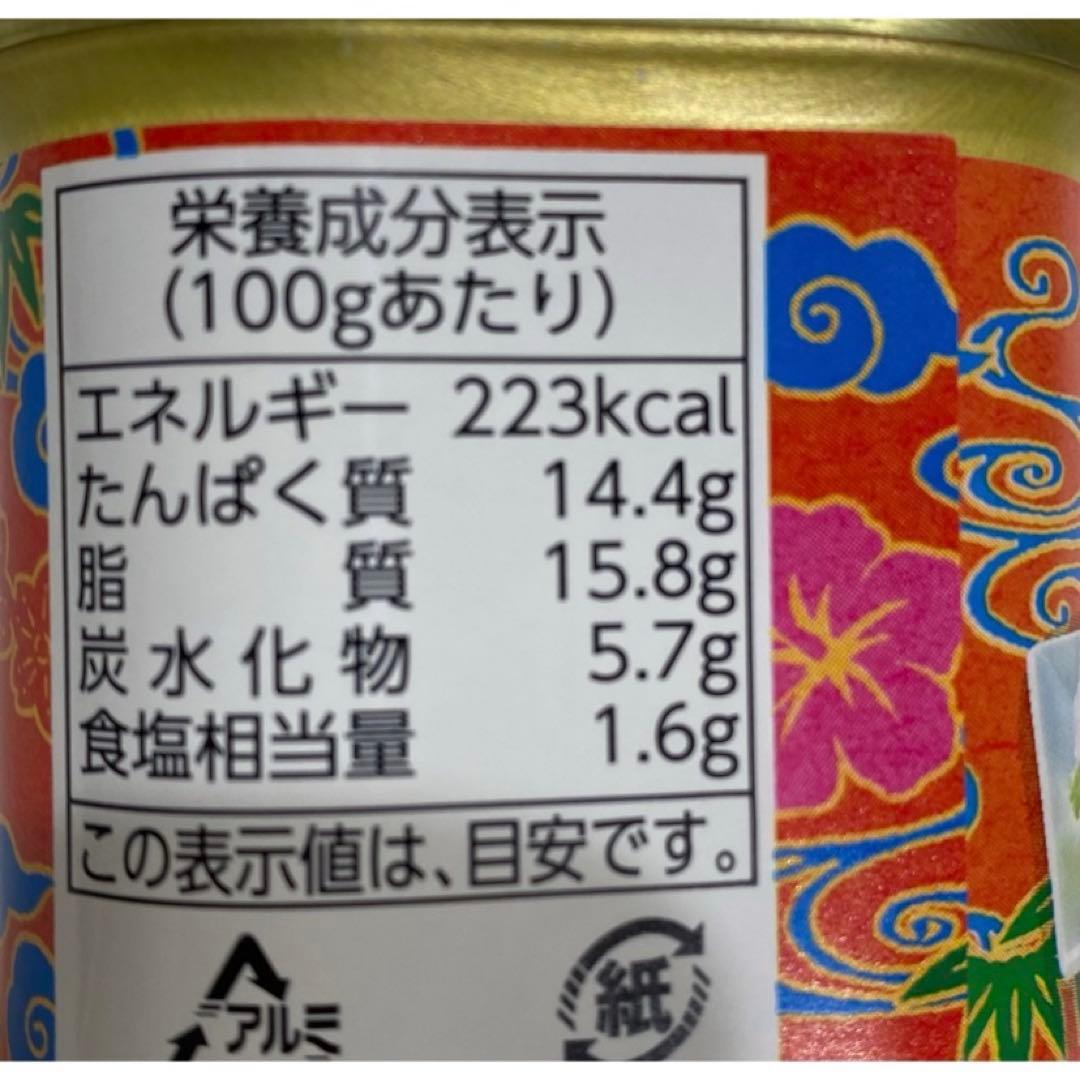 栄養成分表示
(100gあたり)
エネルギー 223kcal
たんぱく質 14.4g
脂質 15.8g
炭水化物 5.7g
食塩相当量 1.6g
この表示値は、目安です。
アルミ
紙